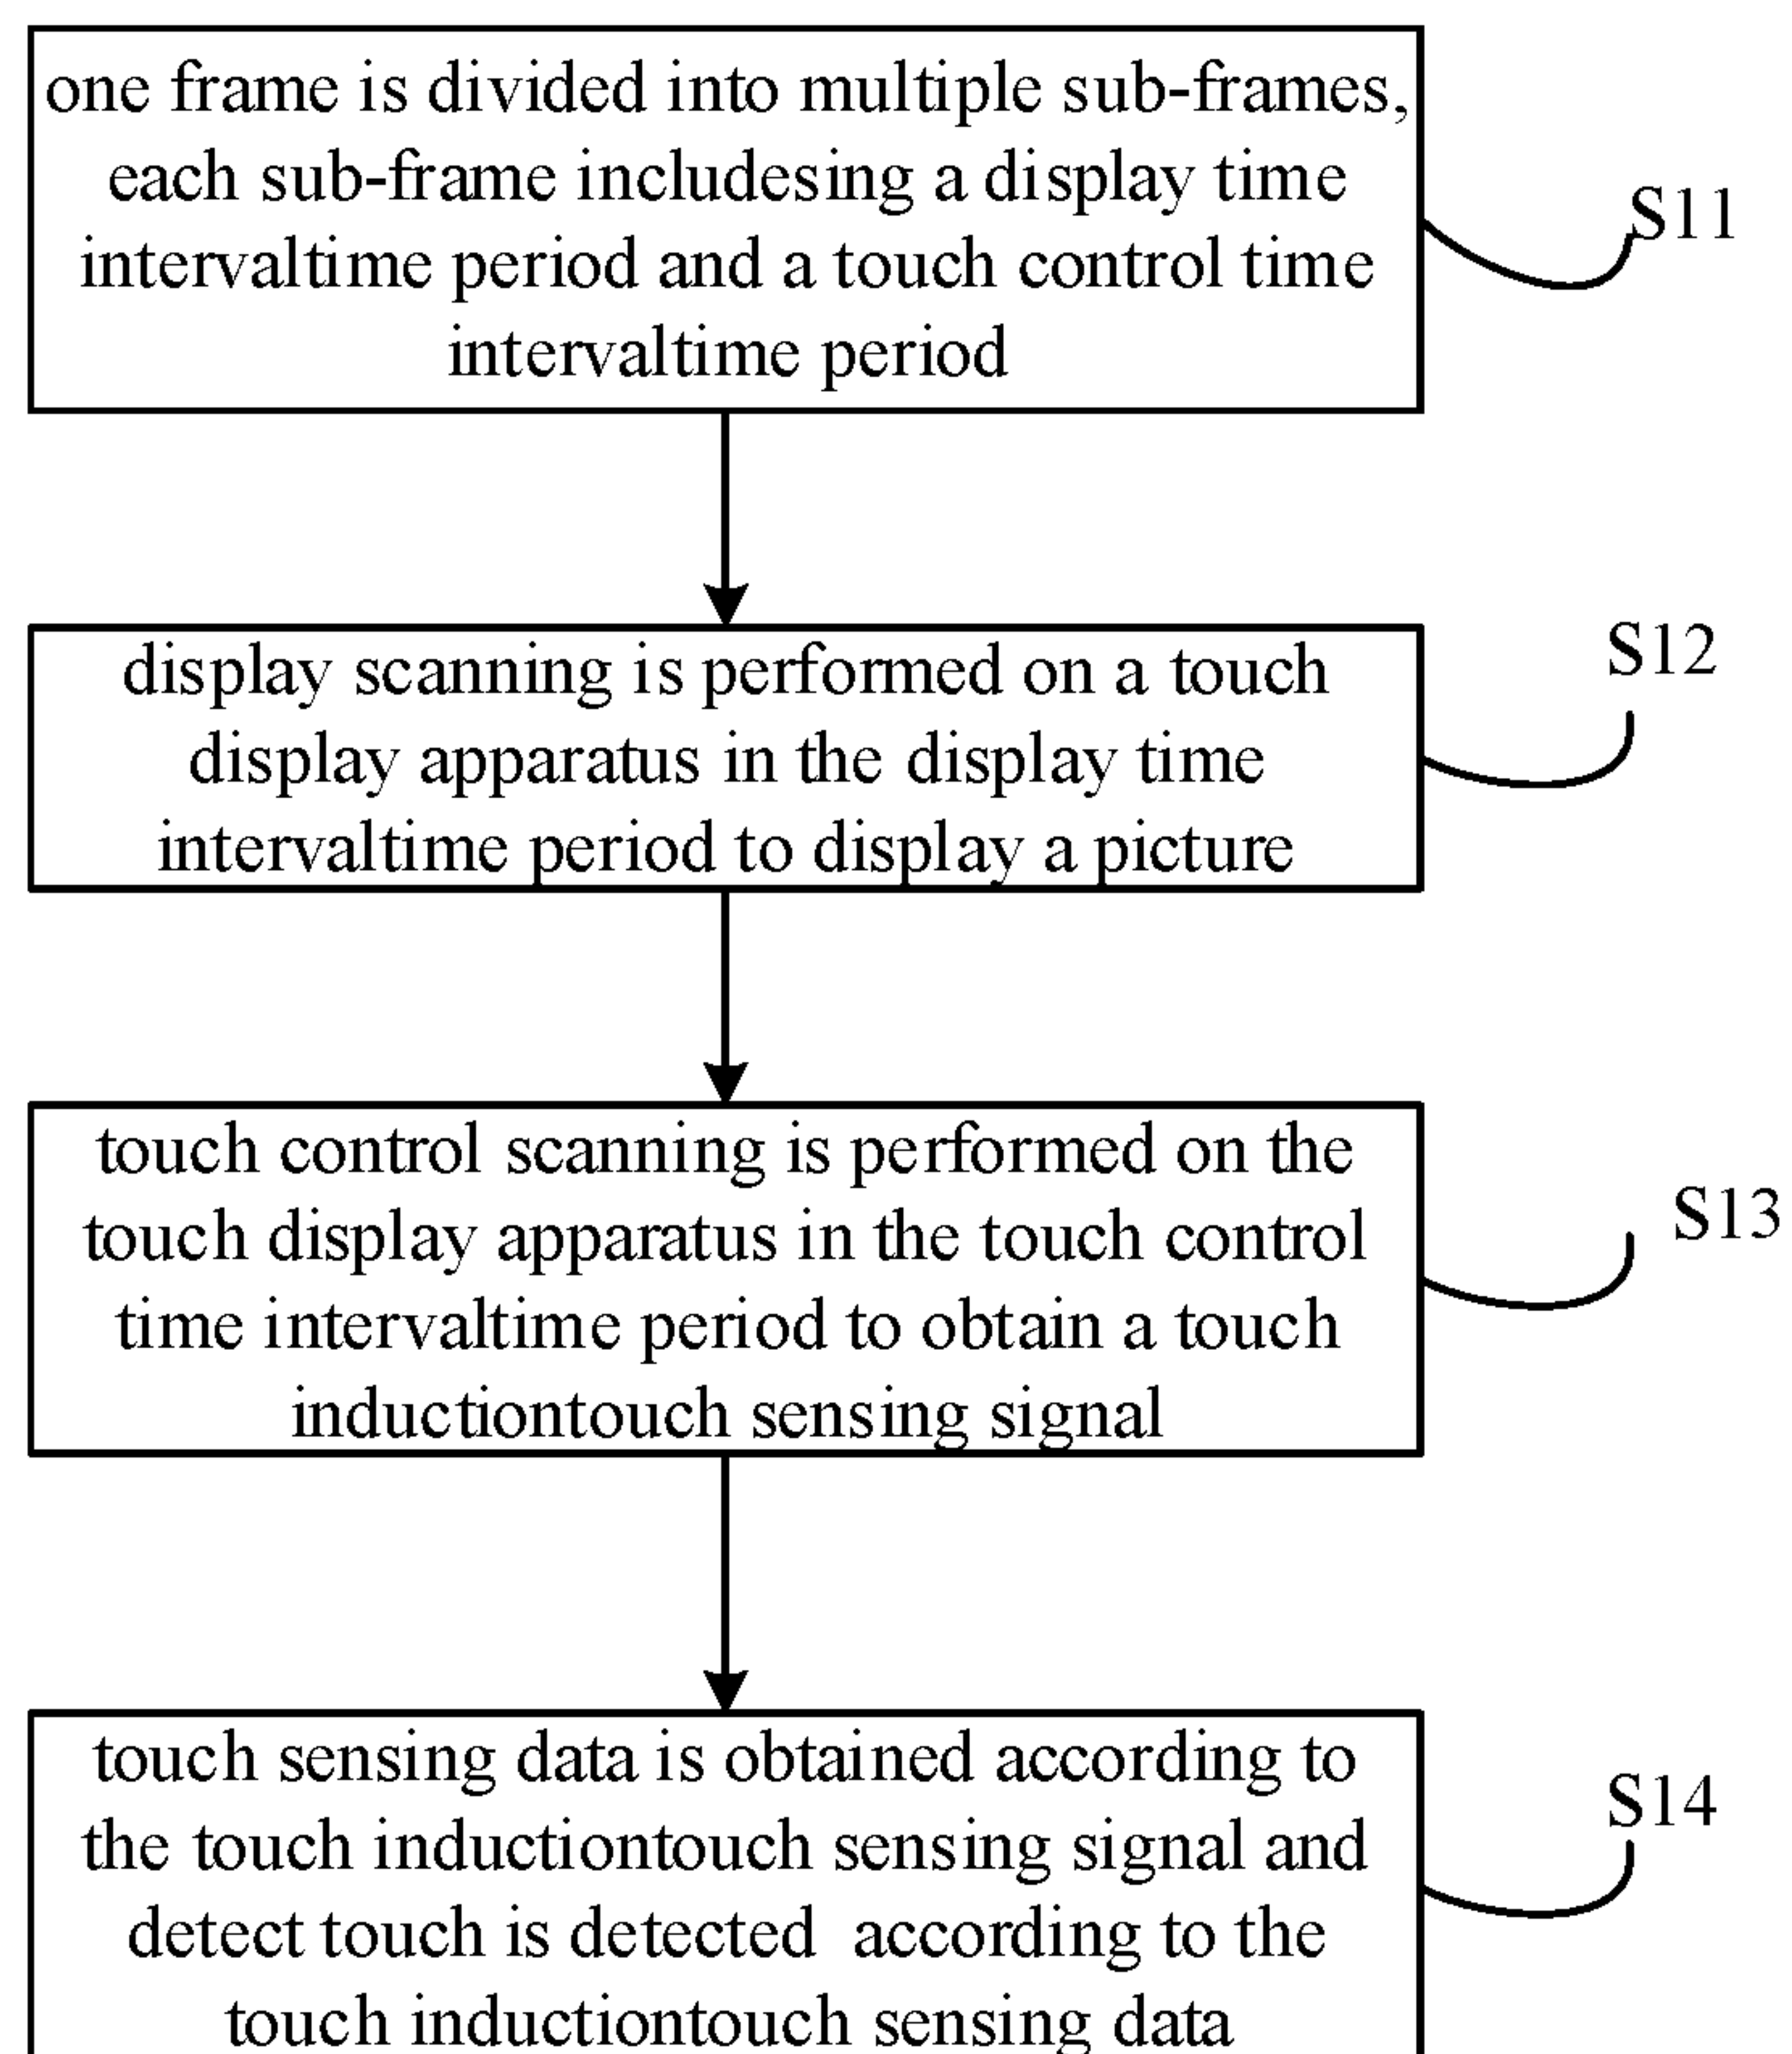 one frame is divided into multiple sub-frames,
each sub-frame includesing a display time
intervaltime period and a touch control time
intervaltime period
S11
display scanning is performed on a touch
display apparatus in the display time
intervaltime period to display a picture
S12
touch control scanning is performed on the
touch display apparatus in the touch control
time intervaltime period to obtain a touch
inductiontouch sensing signal
S13
touch sensing data is obtained according to
the touch inductiontouch sensing signal and
detect touch is detected  according to the
touch inductiontouch sensing data
S14